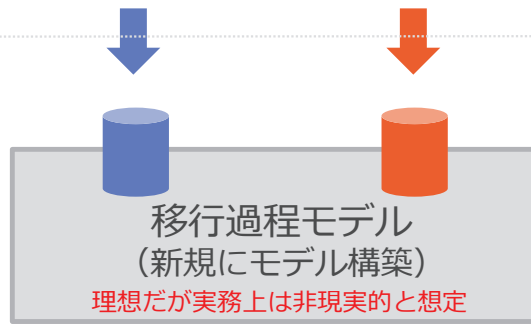 移行過程モデル
（新規にモデル構築）
理想だが実務上は非現実的と想定